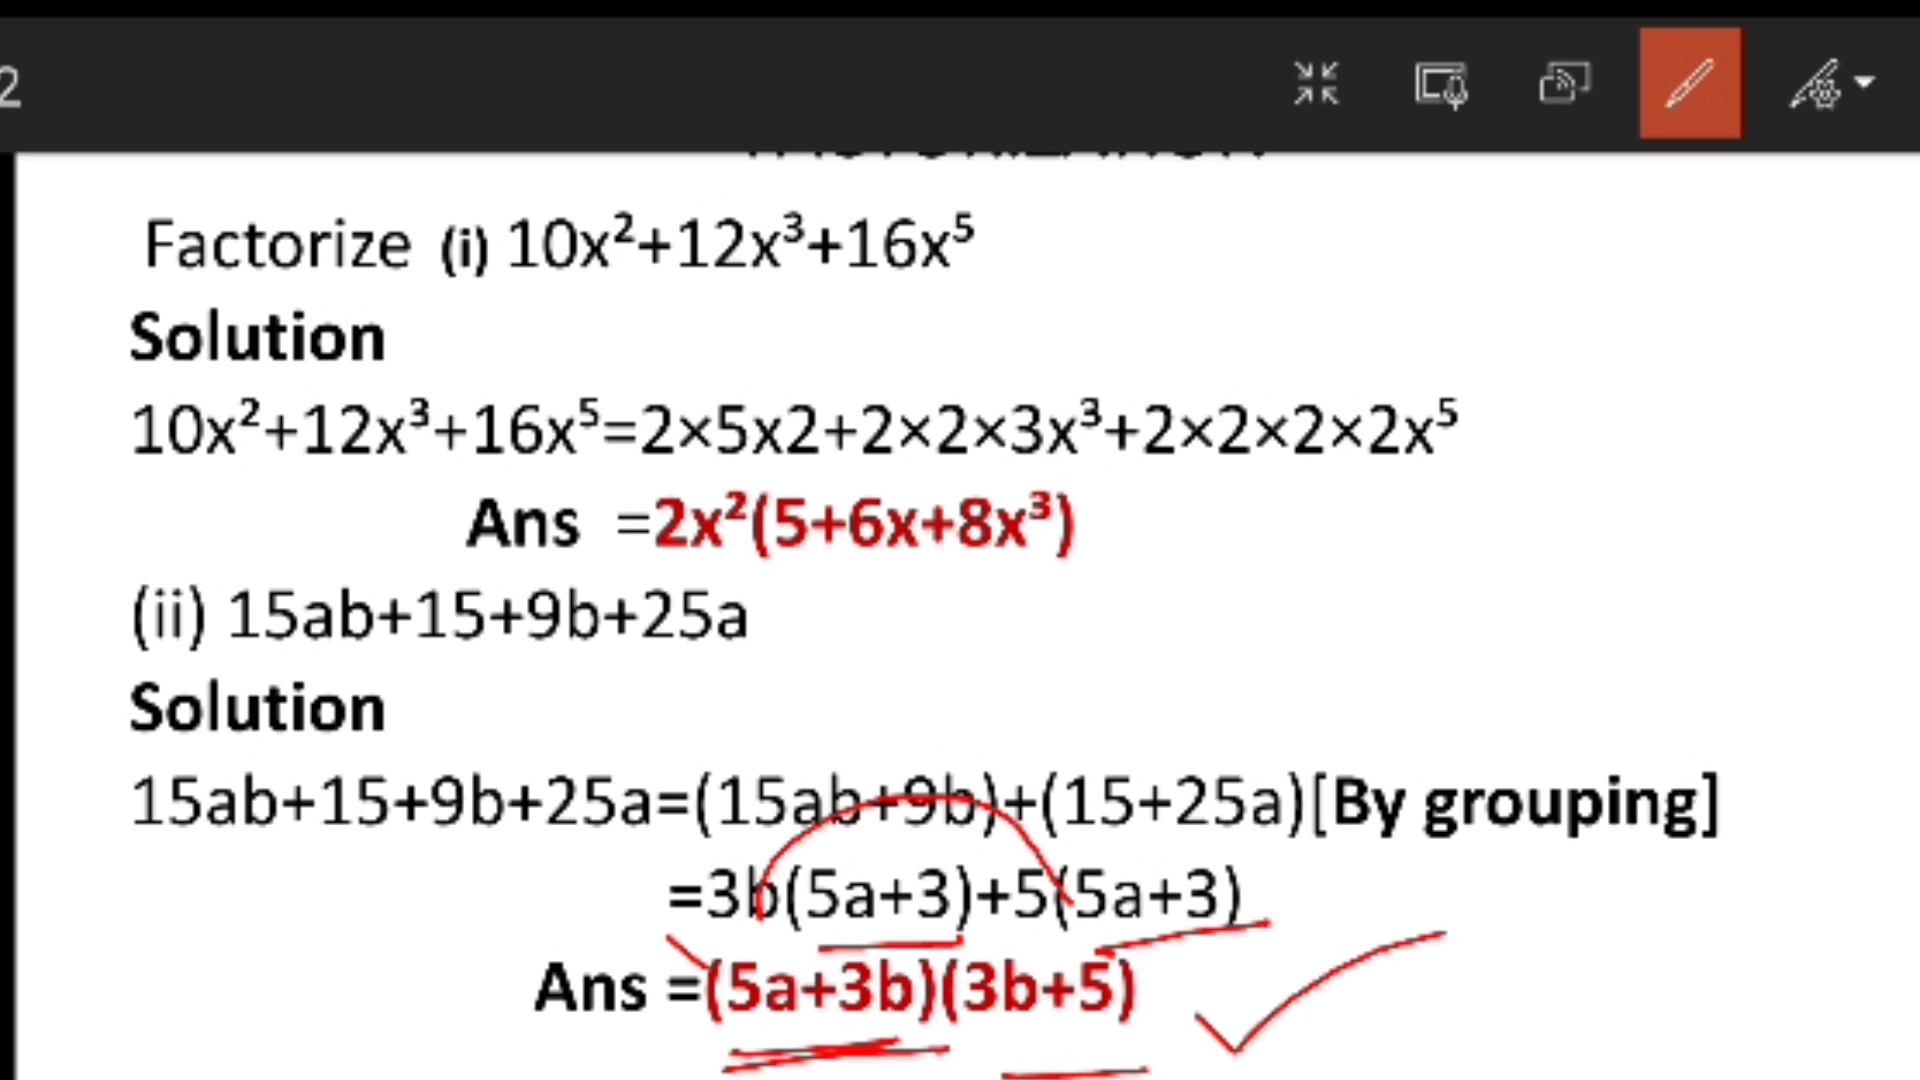 2
Factorize (i) 10x²+12x³+16x⁵
Solution
10x²+12x³+16x⁵=2×5x2+2×2×3x³+2×2×2×2x⁵
Ans =2x²(5+6x+8x³)
(ii) 15ab+15+9b+25a
Solution
15ab+15+9b+25a=(15ab+9b)+(15+25a)[By grouping]
=3b(5a+3)+5(5a+3)
Ans =(5a+3b)(3b+5)